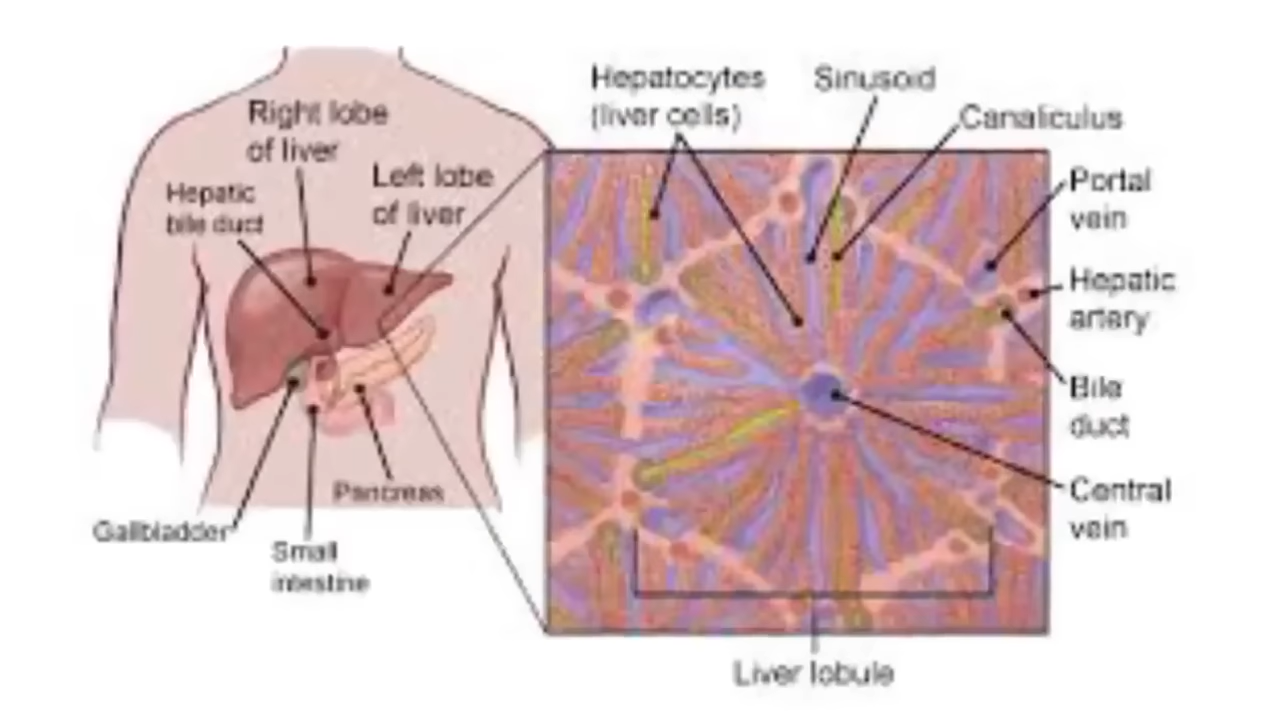 Right lobe
of liver
Hepatic
bile duct
Left lobe
of liver
Gallbladder
Small
intestine
Pancreas
Hepatocytes
(liver cells)
Sinusoid
Canaliculus
Portal
vein
Hepatic
artery
Bile
duct
Central
vein
Liver lobule